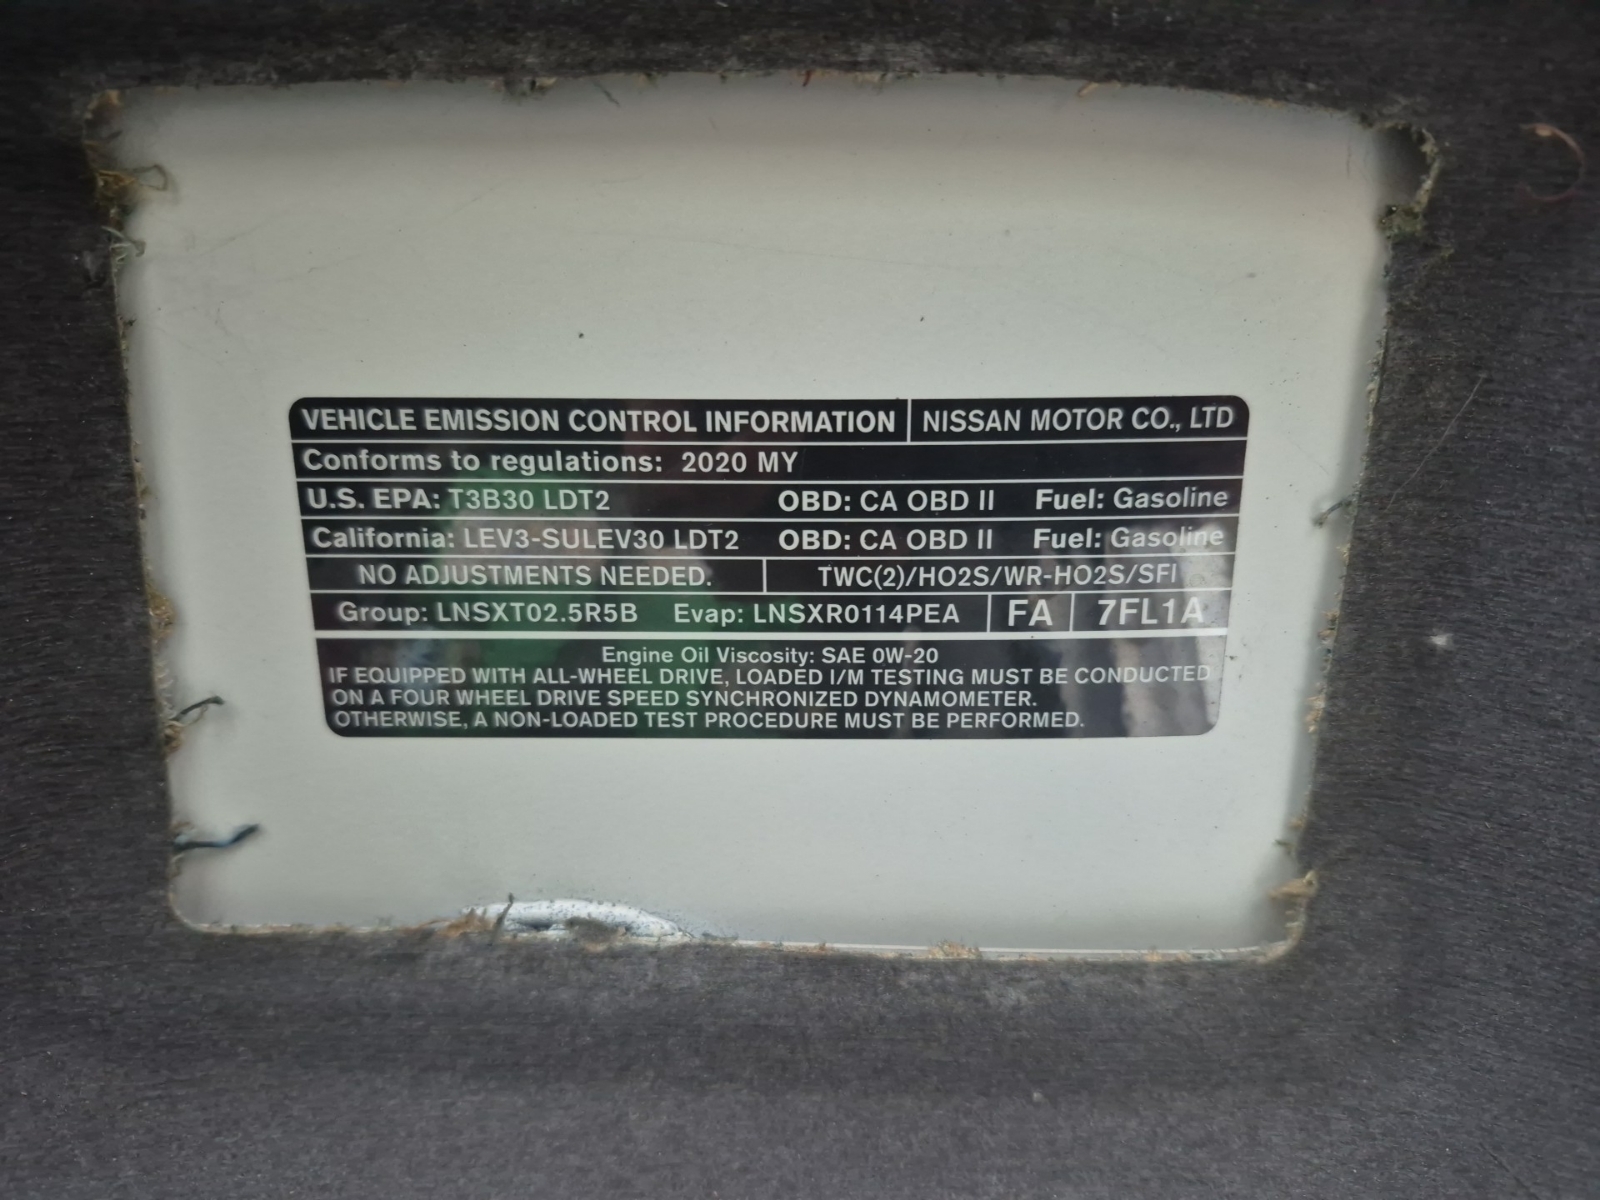 VEHICLE EMISSION CONTROL INFORMATION NISSAN MOTOR CO., LTD
Conforms to regulations: 2020 MY
U.S. EPA: T3B30 LDT2 OBD: CA OBD II Fuel: Gasoline
California: LEV3-SULEV30 LDT2 OBD: CA OBD II Fuel: Gasoline
NO ADJUSTMENTS NEEDED. TWC(2)/HO2S/WR-HO2S/SFI
Group: LNSXT02.5R5B Evap: LNSXR0114PEA FA 7FL1A
Engine Oil Viscosity: SAE 0W-20
IF EQUIPPED WITH ALL-WHEEL DRIVE, LOADED I/M TESTING MUST BE CONDUCTED
ON A FOUR WHEEL DRIVE SPEED SYNCHRONIZED DYNAMOMETER.
OTHERWISE, A NON-LOADED TEST PROCEDURE MUST BE PERFORMED.